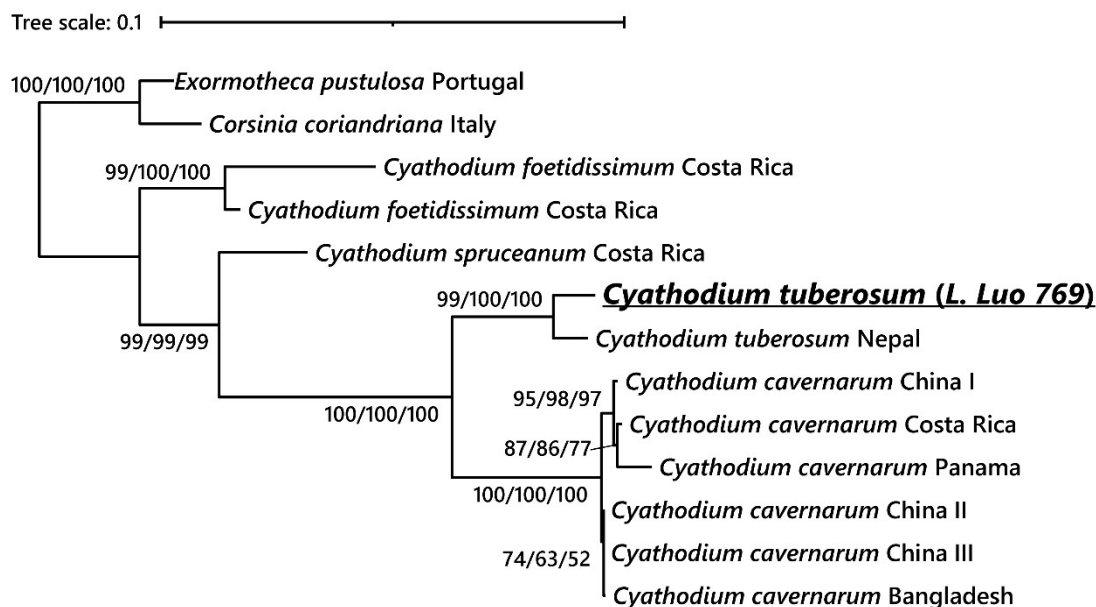 Tree scale: 0.1
100/100/100
Exormotheca pustulosa Portugal
Corsinia coriandriana Italy
99/100/100
Cyathodium foetidissimum Costa Rica
Cyathodium foetidissimum Costa Rica
Cyathodium spruceanum Costa Rica
99/100/100
Cyathodium tuberosum (L. Luo 769)
99/99/99
Cyathodium tuberosum Nepal
Cyathodium cavernarum China I
95/98/97
100/100/100
Cyathodium cavernarum Costa Rica
87/86/77
Cyathodium cavernarum Panama
100/100/100
Cyathodium cavernarum China II
Cyathodium cavernarum China III
74/63/52
Cyathodium cavernarum Bangladesh